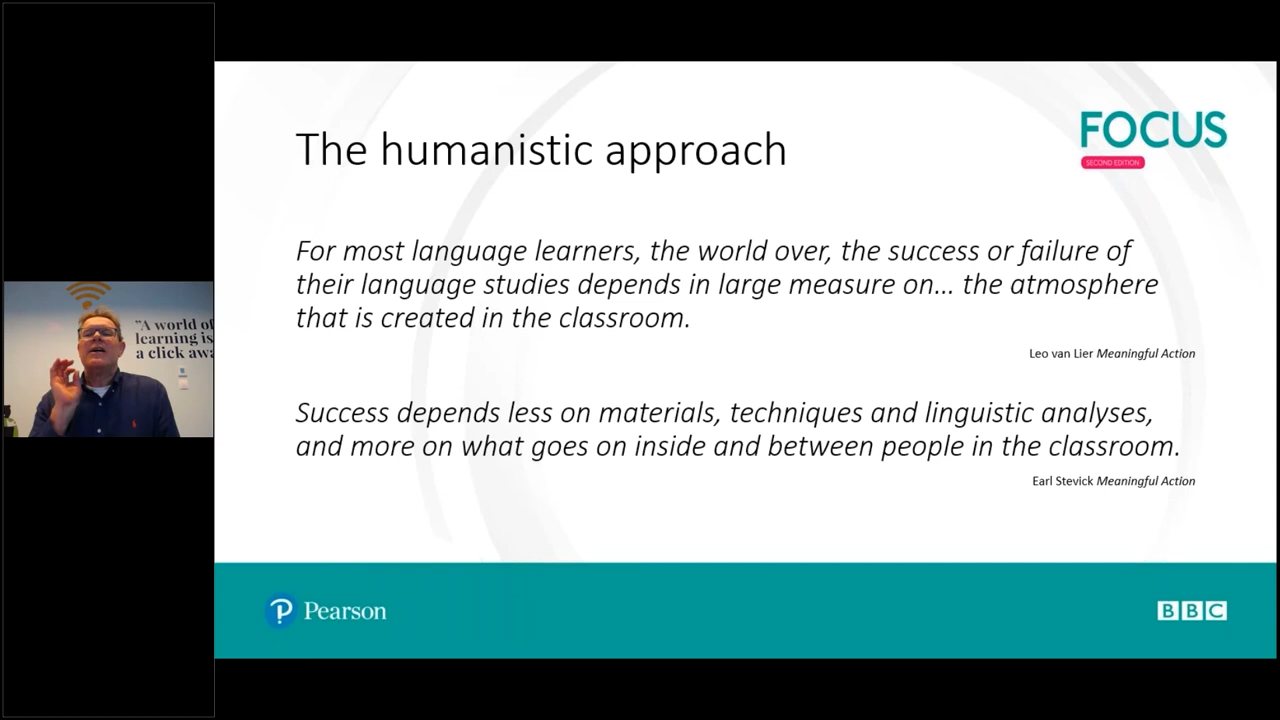 The humanistic approach
FOCUS
SECOND EDITION
For most language learners, the world over, the success or failure of
their language studies depends in large measure on... the atmosphere
that is created in the classroom.
Leo van Lier Meaningful Action
Success depends less on materials, techniques and linguistic analyses,
and more on what goes on inside and between people in the classroom.
Earl Stevick Meaningful Action
"A world of
learning is
a click awa
Pearson
BBC